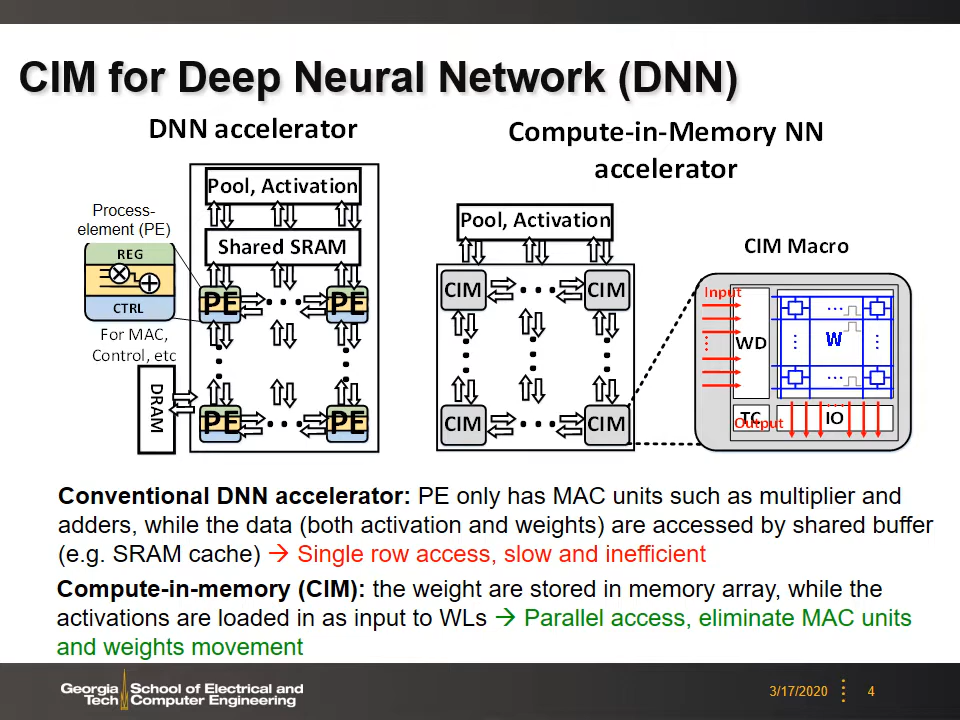 CIM for Deep Neural Network (DNN)
DNN accelerator
Compute-in-Memory NN
accelerator
Pool, Activation
Shared SRAM
Process-
element (PE)
REG
CTRL
For MAC,
Control, etc
DRAM
PE
PE
PE
PE
Pool, Activation
CIM
CIM
CIM
CIM
CIM Macro
Input
WD
W
TC
Output
IO
Conventional DNN accelerator: PE only has MAC units such as multiplier and
adders, while the data (both activation and weights) are accessed by shared buffer
(e.g. SRAM cache) → Single row access, slow and inefficient
Compute-in-memory (CIM): the weight are stored in memory array, while the
activations are loaded in as input to WLs → Parallel access, eliminate MAC units
and weights movement
Georgia Tech School of Electrical and
Computer Engineering
3/17/2020
4